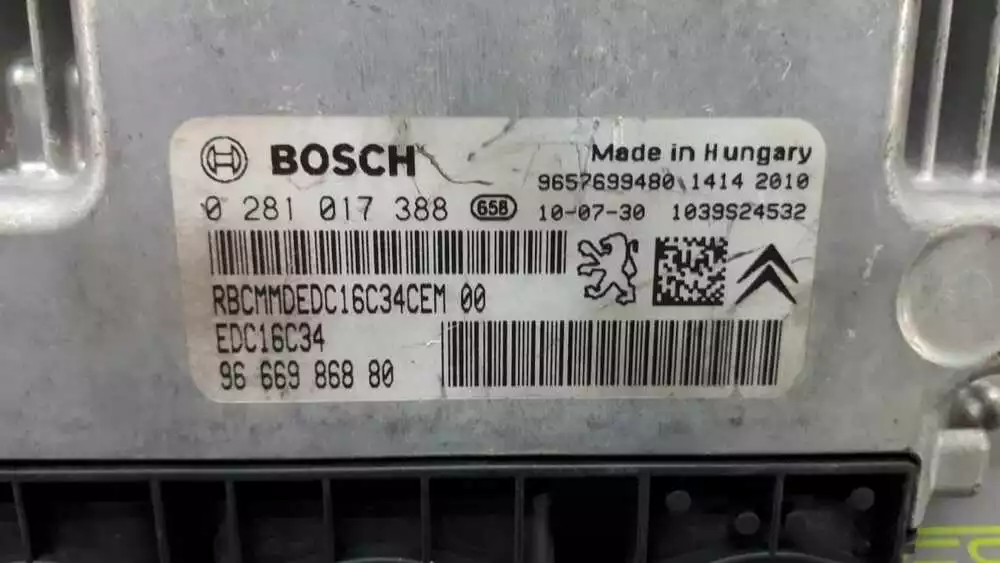 BOSCH
Made in Hungary
9657699480 1414 2010
0 281 017 388 658 10-07-30 1039S24532
RBCMMDEDC16C34CEM 00
EDC16C34
96 669 868 80